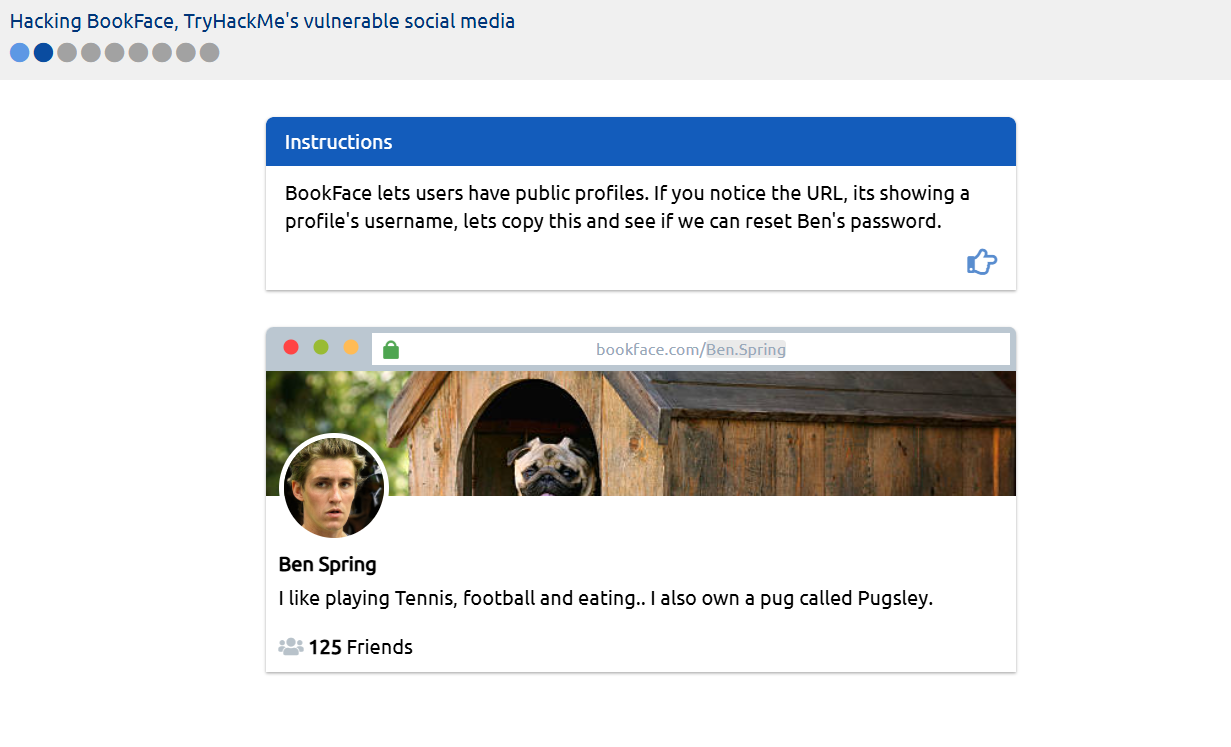 Hacking BookFace, TryHackMe's vulnerable social media
Instructions
BookFace lets users have public profiles. If you notice the URL, its showing a
profile's username, lets copy this and see if we can reset Ben's password.
bookface.com/Ben.Spring
Ben Spring
I like playing Tennis, football and eating.. I also own a pug called Pugsley.
125 Friends